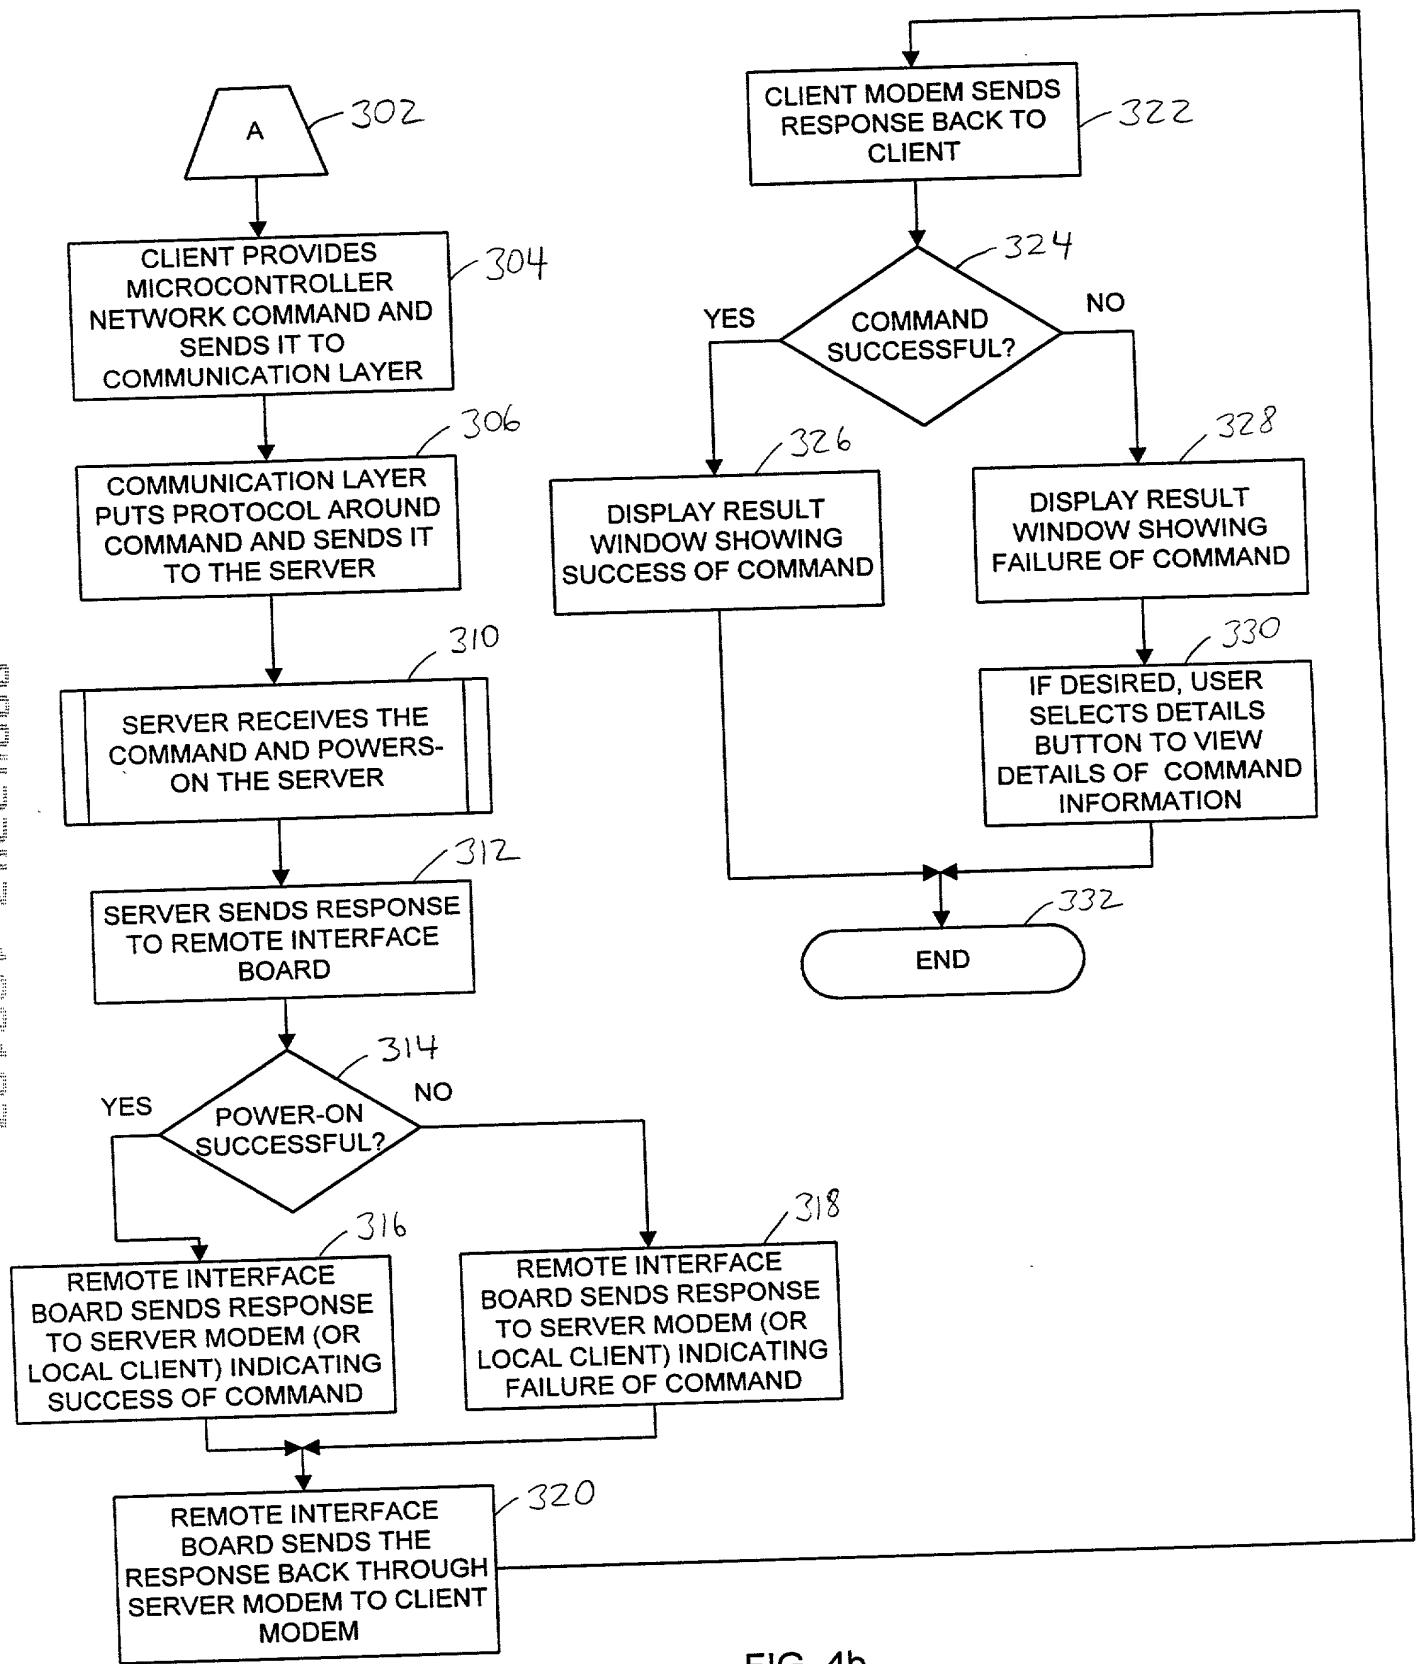 A
302
CLIENT PROVIDES
MICROCONTROLLER
NETWORK COMMAND AND
SENDS IT TO
COMMUNICATION LAYER
304
COMMUNICATION LAYER
PUTS PROTOCOL AROUND
COMMAND AND SENDS IT
TO THE SERVER
306
SERVER RECEIVES THE
COMMAND AND POWERS-
ON THE SERVER
310
SERVER SENDS RESPONSE
TO REMOTE INTERFACE
BOARD
312
POWER-ON
SUCCESSFUL?
314
YES
NO
REMOTE INTERFACE
BOARD SENDS RESPONSE
TO SERVER MODEM (OR
LOCAL CLIENT) INDICATING
SUCCESS OF COMMAND
316
REMOTE INTERFACE
BOARD SENDS RESPONSE
TO SERVER MODEM (OR
LOCAL CLIENT) INDICATING
FAILURE OF COMMAND
318
REMOTE INTERFACE
BOARD SENDS THE
RESPONSE BACK THROUGH
SERVER MODEM TO CLIENT
MODEM
320
CLIENT MODEM SENDS
RESPONSE BACK TO
CLIENT
322
COMMAND
SUCCESSFUL?
324
YES
NO
DISPLAY RESULT
WINDOW SHOWING
SUCCESS OF COMMAND
326
DISPLAY RESULT
WINDOW SHOWING
FAILURE OF COMMAND
328
IF DESIRED, USER
SELECTS DETAILS
BUTTON TO VIEW
DETAILS OF COMMAND
INFORMATION
330
END
332
FIG. 4b